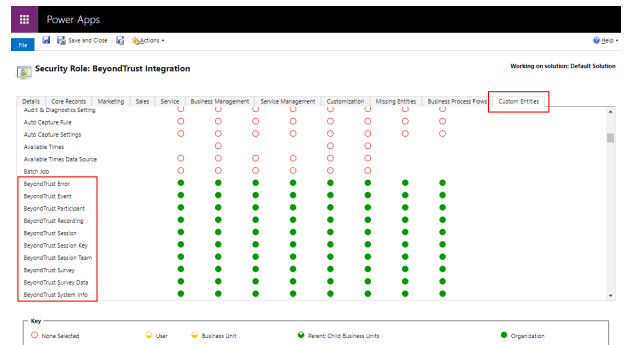 Power Apps
File Save and Close Actions Help
Security Role: BeyondTrust Integration Working on solution: Default Solution
Details Core Records Marketing Sales Service Business Management Service Management Customization Missing Entities Business Process Flows Custom Entities
Audit & Diagnostics Setting
Auto Capture Rule
Auto Capture Settings
Available Times
Available Times Data Source
Batch Job
BeyondTrust Error
BeyondTrust Event
BeyondTrust Participant
BeyondTrust Recording
BeyondTrust Session
BeyondTrust Session Key
BeyondTrust Session Team
BeyondTrust Survey
BeyondTrust Survey Data
BeyondTrust System Info
Key
None Selected User Business Unit Parent: Child Business Units Organization